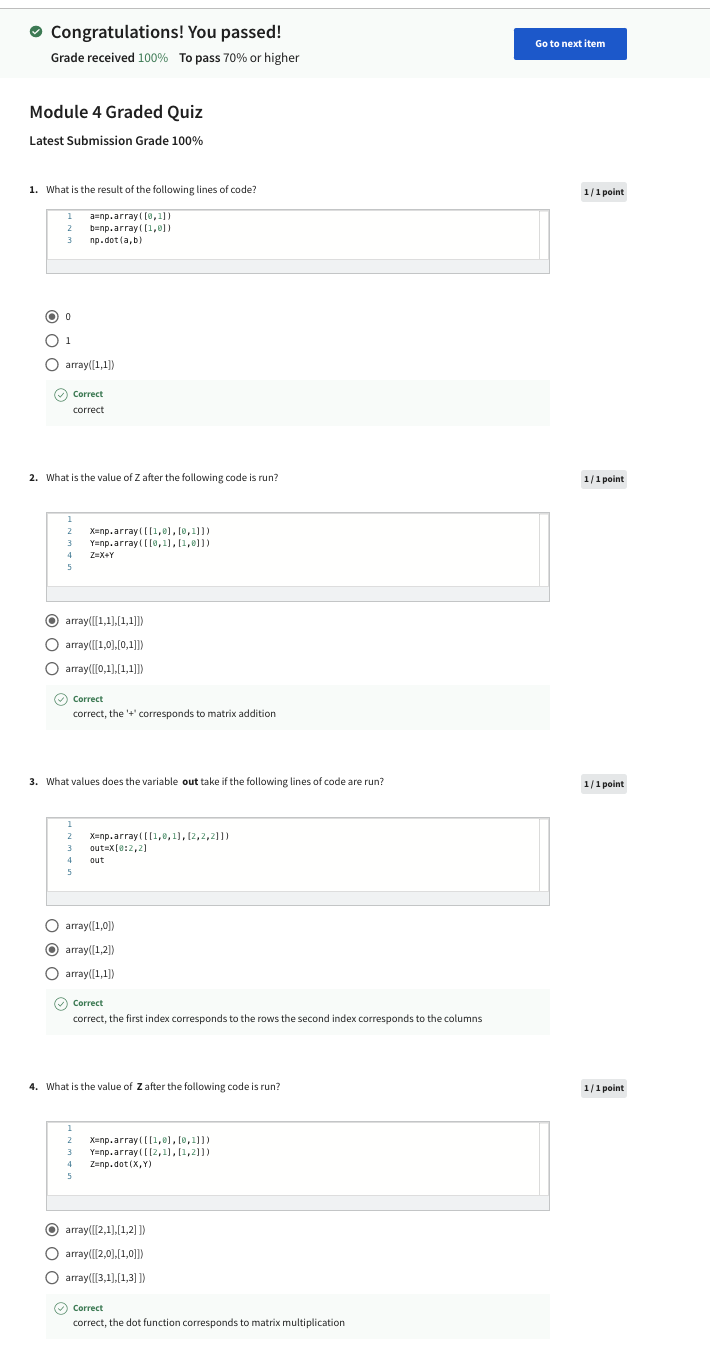 Congratulations! You passed!
Grade received 100% To pass 70% or higher
Go to next item
Module 4 Graded Quiz
Latest Submission Grade 100%
1. What is the result of the following lines of code?
1 / 1 point
1 a=np.array([0,1])
2 b=np.array([1,0])
3 np.dot(a,b)
0
1
array([1,1])
Correct
correct
2. What is the value of Z after the following code is run?
1 / 1 point
1
2 X=np.array([[1,0],[0,1]])
3 Y=np.array([[0,1],[1,0]])
4 Z=X+Y
5
array([[1,1],[1,1]])
array([[1,0],[0,1]])
array([[0,1],[1,1]])
Correct
correct, the '+' corresponds to matrix addition
3. What values does the variable out take if the following lines of code are run?
1 / 1 point
1
2 X=np.array([[1,0,1],[2,2,2]])
3 out=X[0:2,2]
4 out
5
array([1,0])
array([1,2])
array([1,1])
Correct
correct, the first index corresponds to the rows the second index corresponds to the columns
4. What is the value of Z after the following code is run?
1 / 1 point
1
2 X=np.array([[1,0],[0,1]])
3 Y=np.array([[2,1],[1,2]])
4 Z=np.dot(X,Y)
5
array([[2,1],[1,2] ])
array([[2,0],[1,0]])
array([[3,1],[1,3] ])
Correct
correct, the dot function corresponds to matrix multiplication